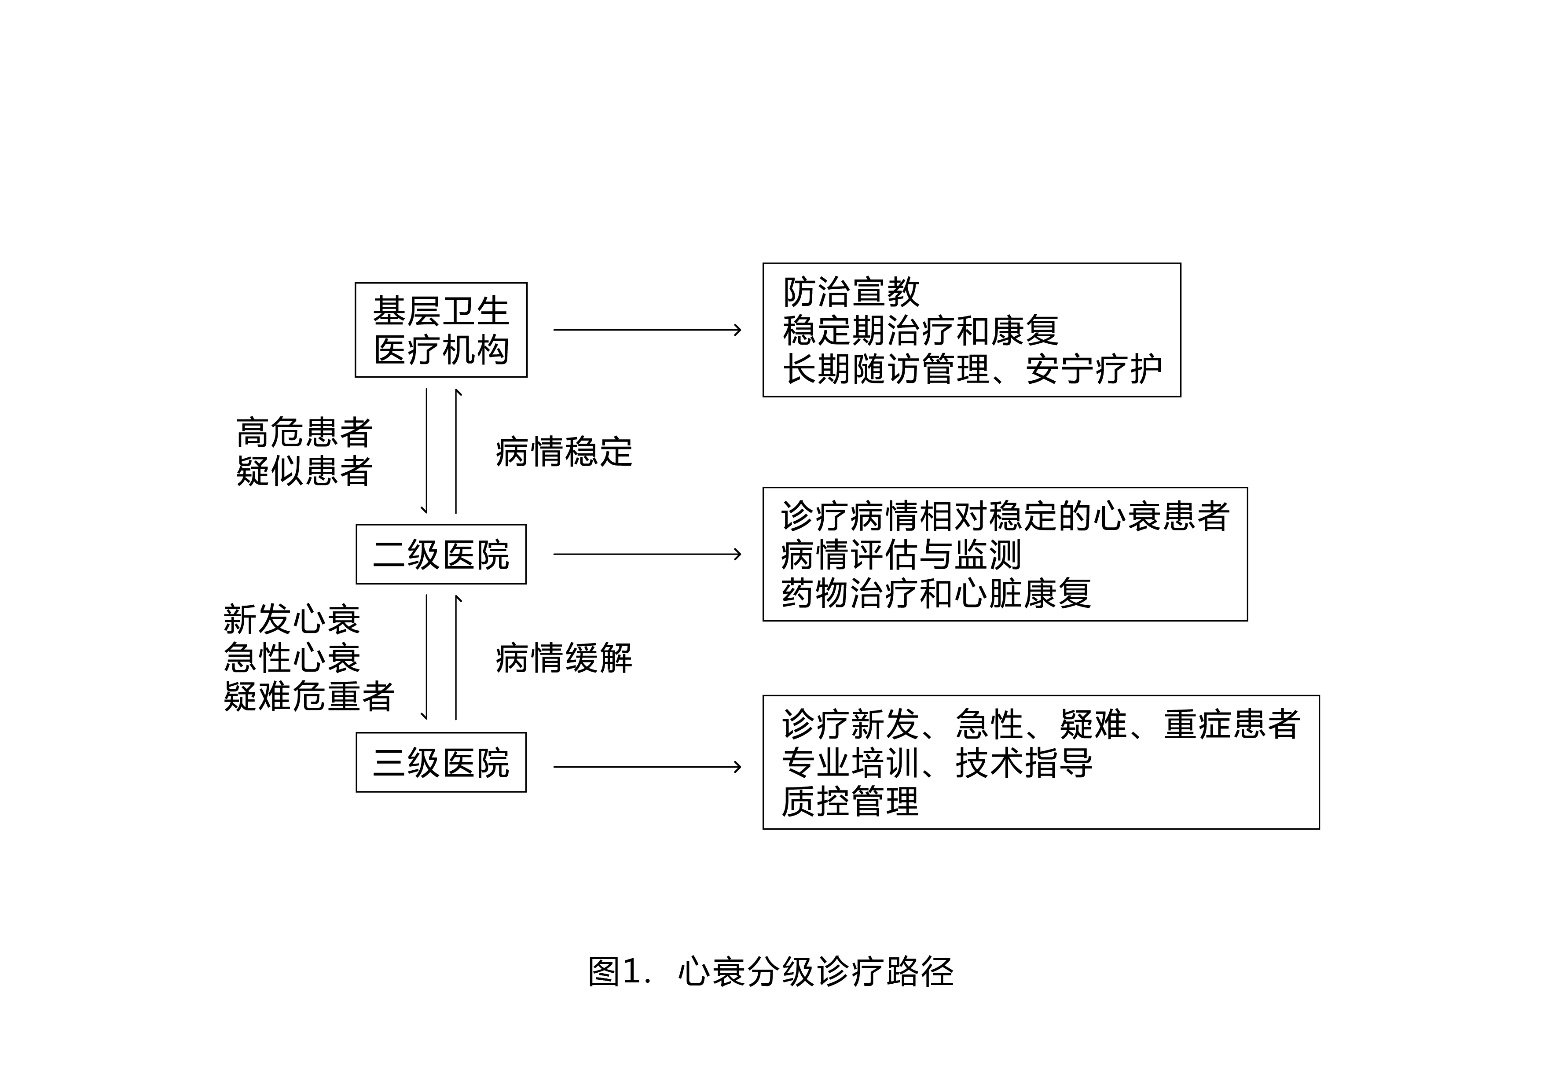 基层卫生
医疗机构
防治宣教
稳定期治疗和康复
长期随访管理、安宁疗护
高危患者
疑似患者
病情稳定
二级医院
诊疗病情相对稳定的心衰患者
病情评估与监测
药物治疗和心脏康复
新发心衰
急性心衰
疑难危重者
病情缓解
三级医院
诊疗新发、急性、疑难、重症患者
专业培训、技术指导
质控管理
图1. 心衰分级诊疗路径